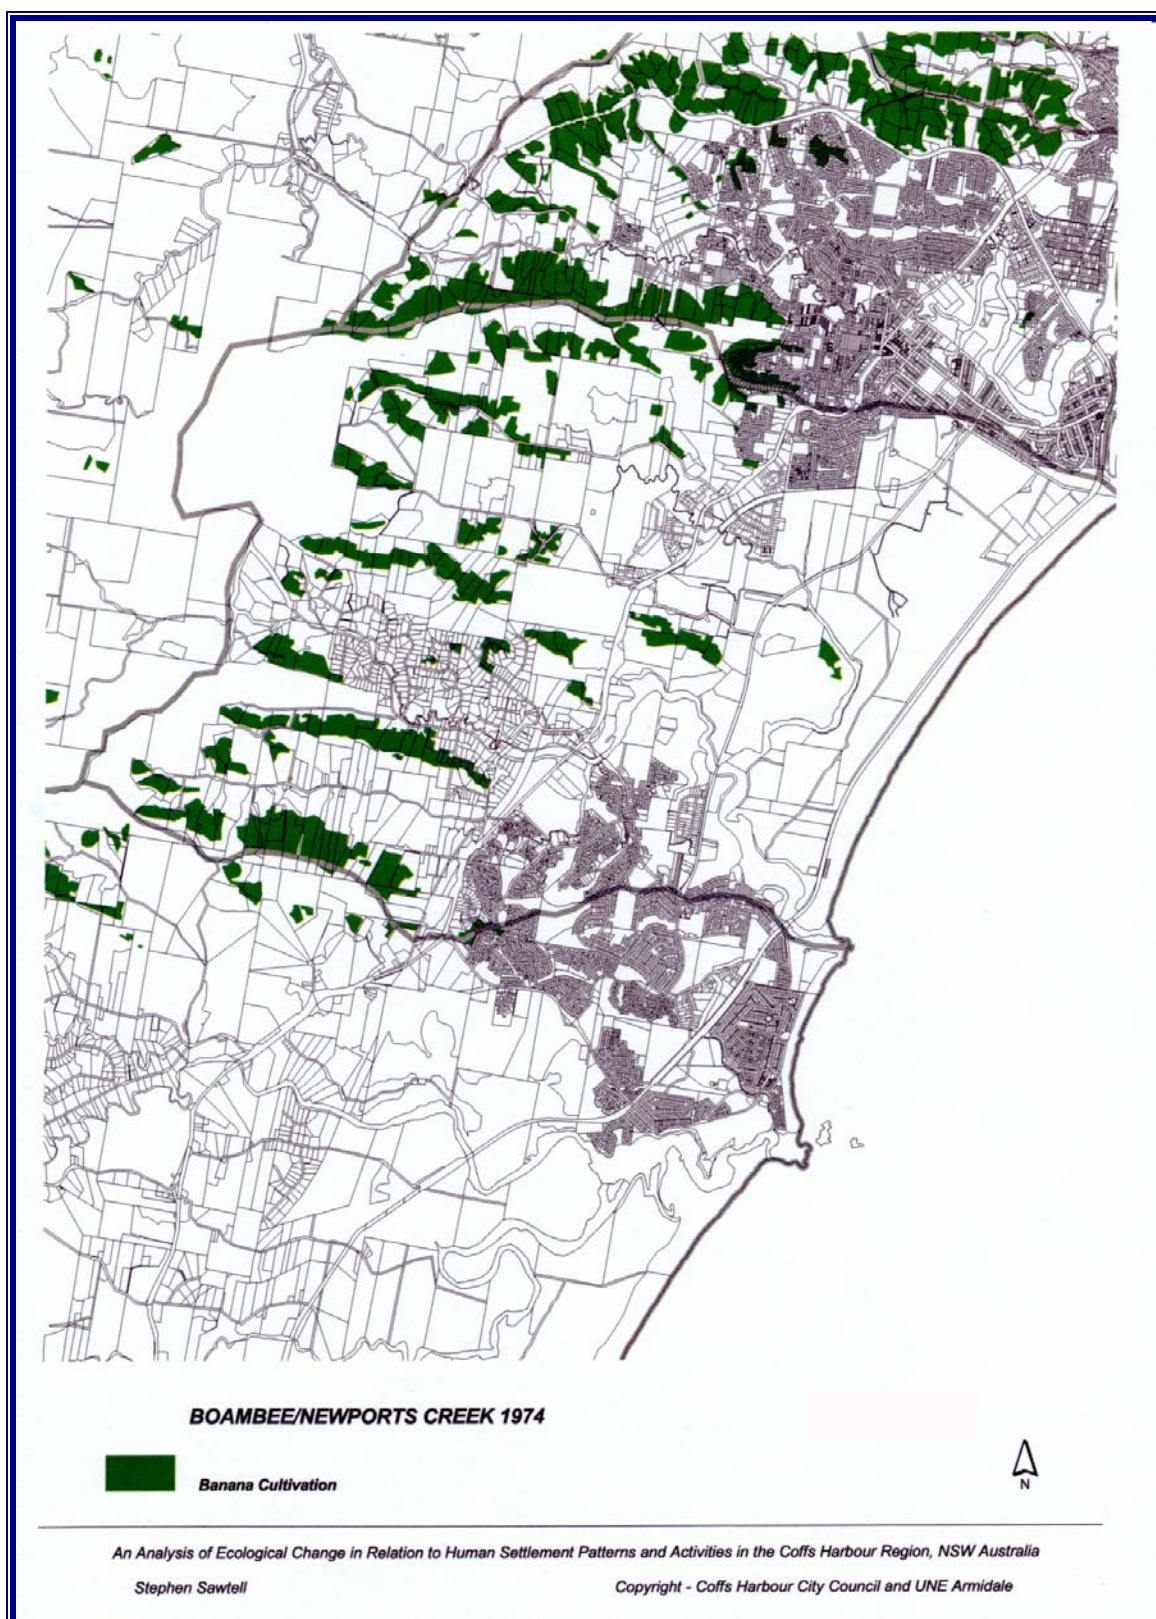 BOAMBEE/NEWPORTS CREEK 1974
Banana Cultivation
N
An Analysis of Ecological Change in Relation to Human Settlement Patterns and Activities in the Coffs Harbour Region, NSW Australia
Stephen Sawtell Copyright - Coffs Harbour City Council and UNE Armidale